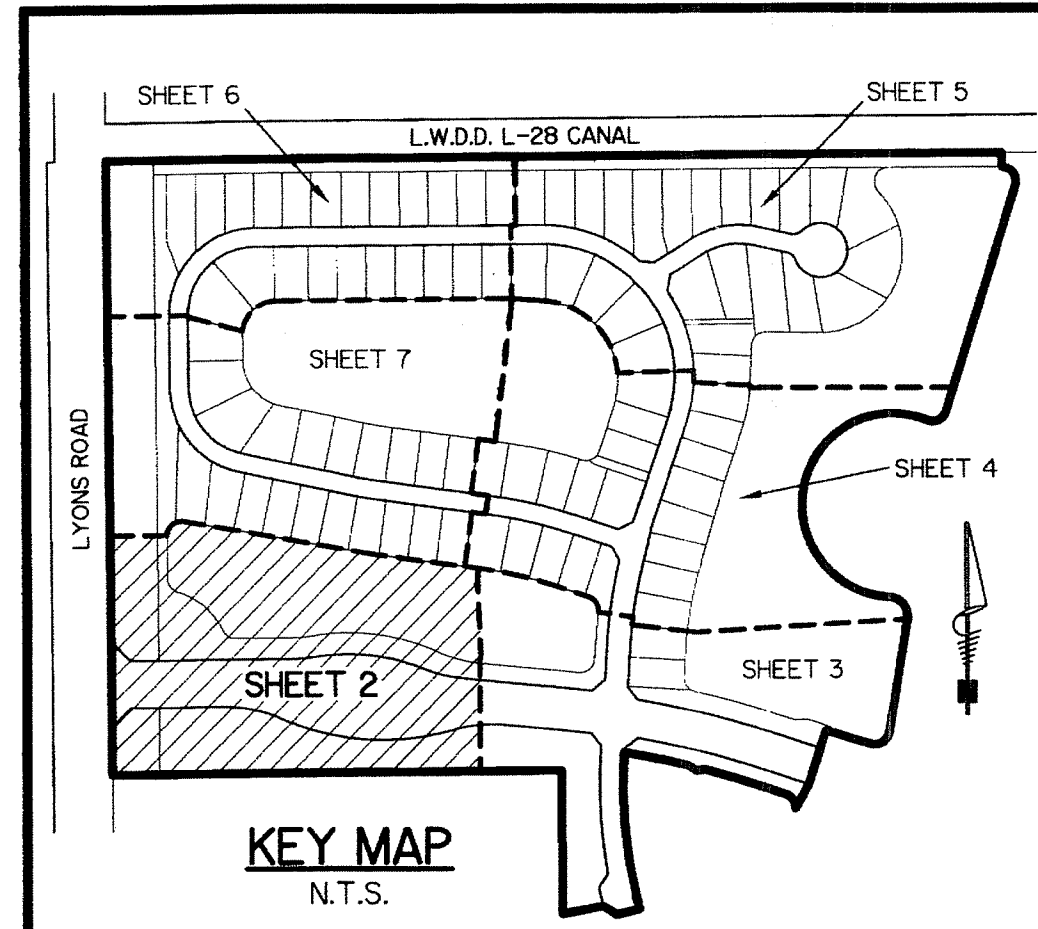 SHEET 6
SHEET 5
L.W.D.D. L-28 CANAL
SHEET 7
LYONS ROAD
SHEET 4
SHEET 3
SHEET 2
KEY MAP
N.T.S.